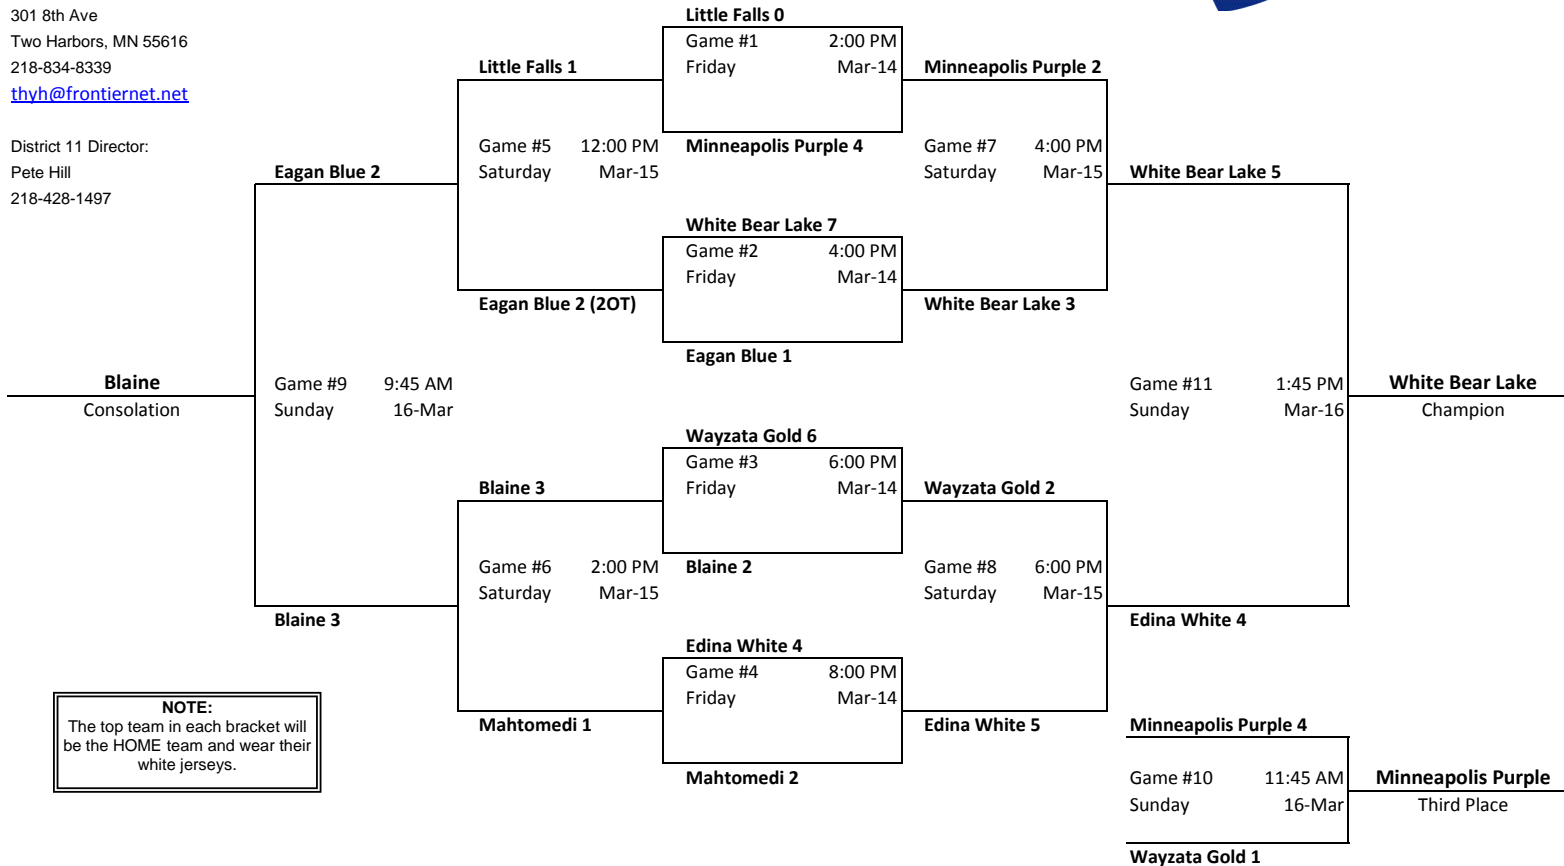 301 8th Ave
Two Harbors, MN 55616
218-834-8339
thyh@frontiernet.net
District 11 Director:
Pete Hill
218-428-1497
Little Falls 0
Game #1 2:00 PM
Friday Mar-14
Minneapolis Purple 4
White Bear Lake 7
Game #2 4:00 PM
Friday Mar-14
Eagan Blue 1
Wayzata Gold 6
Game #3 6:00 PM
Friday Mar-14
Blaine 2
Edina White 4
Game #4 8:00 PM
Friday Mar-14
Mahtomedi 2
Little Falls 1
Game #5 12:00 PM
Saturday Mar-15
Eagan Blue 2 (2OT)
Blaine 3
Game #6 2:00 PM
Saturday Mar-15
Mahtomedi 1
Minneapolis Purple 2
Game #7 4:00 PM
Saturday Mar-15
White Bear Lake 3
Wayzata Gold 2
Game #8 6:00 PM
Saturday Mar-15
Edina White 5
Eagan Blue 2
Game #9 9:45 AM
Sunday 16-Mar
Blaine 3
Blaine
Consolation
White Bear Lake 5
Game #11 1:45 PM
Sunday Mar-16
Edina White 4
White Bear Lake
Champion
Minneapolis Purple 4
Game #10 11:45 AM
Sunday 16-Mar
Wayzata Gold 1
Minneapolis Purple
Third Place
NOTE:
The top team in each bracket will
be the HOME team and wear their
white jerseys.